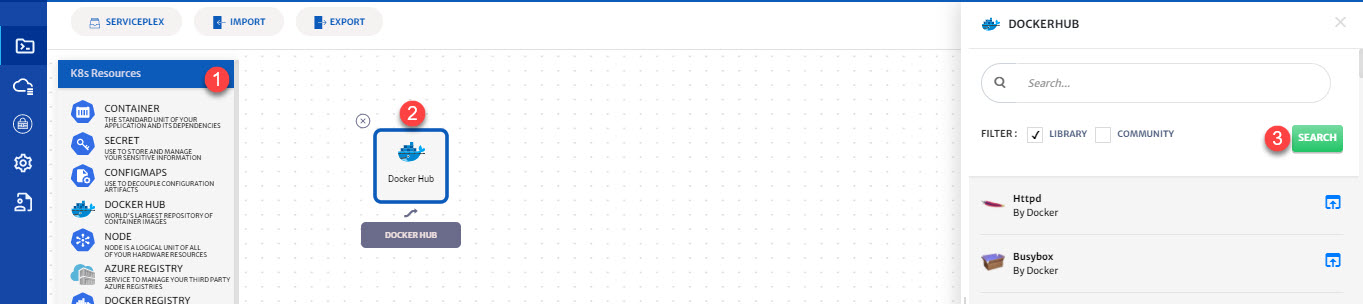 SERVICEPLEX
IMPORT
EXPORT
K8s Resources
1
CONTAINER
THE STANDARD UNIT OF YOUR
APPLICATION AND ITS DEPENDENCIES
SECRET
USE TO STORE AND MANAGE
YOUR SENSITIVE INFORMATION
CONFIGMAPS
USE TO DECOUPLE CONFIGURATION
ARTIFACTS
DOCKER HUB
WORLD'S LARGEST REPOSITORY OF
CONTAINER IMAGES
NODE
NODE IS A LOGICAL UNIT OF ALL
OF YOUR HARDWARE RESOURCES
AZURE REGISTRY
SERVICE TO MANAGE YOUR THIRD PARTY
AZURE REGISTRIES
DOCKER REGISTRY
2
Docker Hub
DOCKER HUB
DOCKERHUB
Search...
FILTER : LIBRARY COMMUNITY
3
SEARCH
Httpd
By Docker
Busybox
By Docker